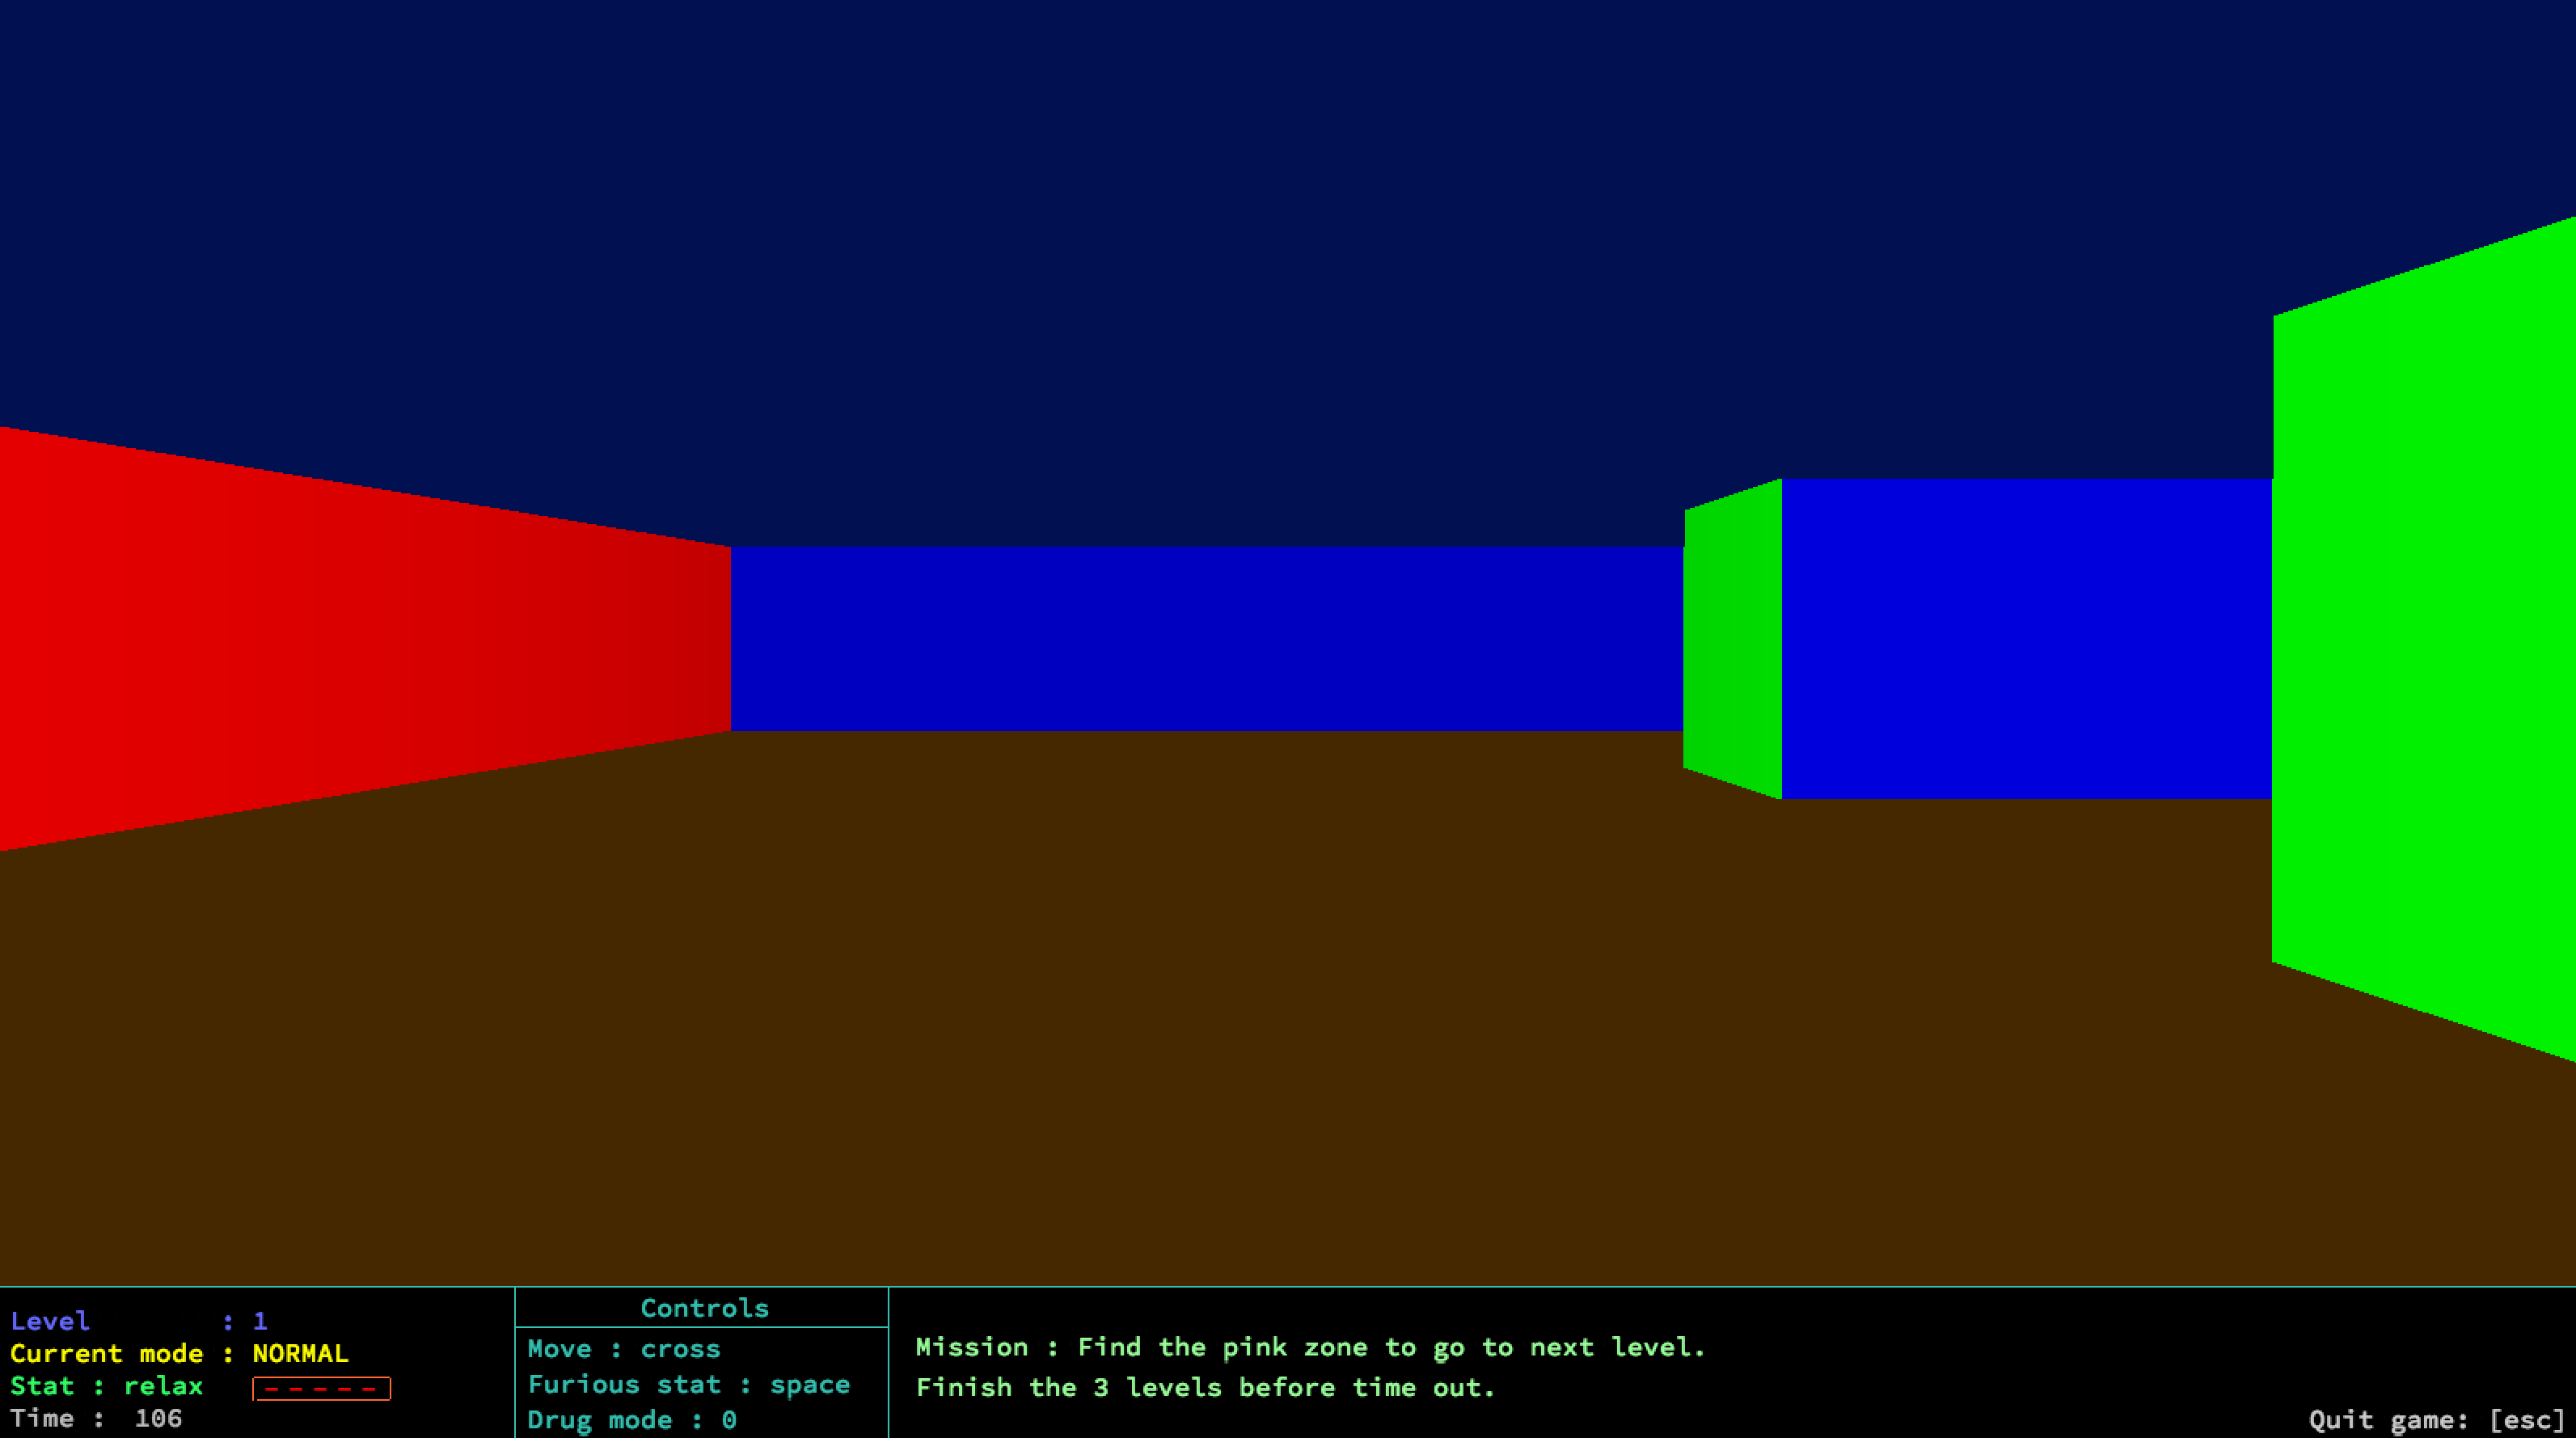 Level : 1
Current mode : NORMAL
Stat : relax - - - - -
Time : 106
Controls
Move : cross
Furious stat : space
Drug mode : 0
Mission : Find the pink zone to go to next level.
Finish the 3 levels before time out.
Quit game: [esc]